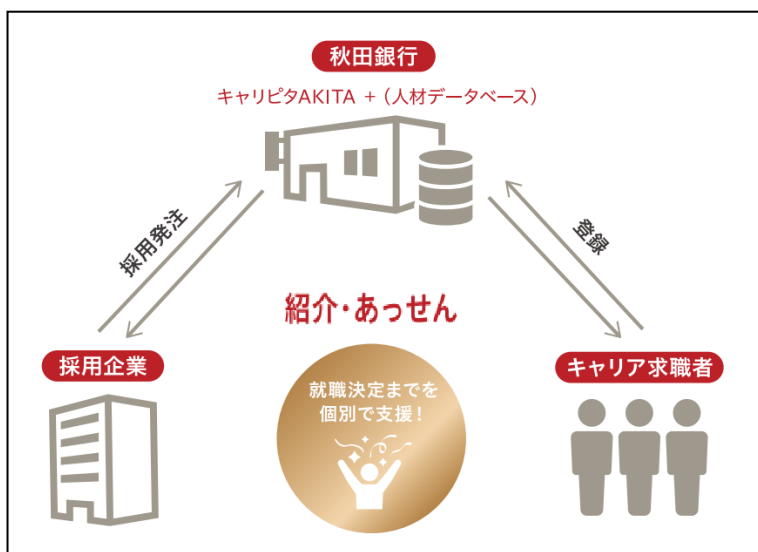 秋田銀行
キャリピタAKITA +（人材データベース）
採用発注
登録
紹介・あっせん
採用企業
キャリア求職者
就職決定までを
個別で支援！